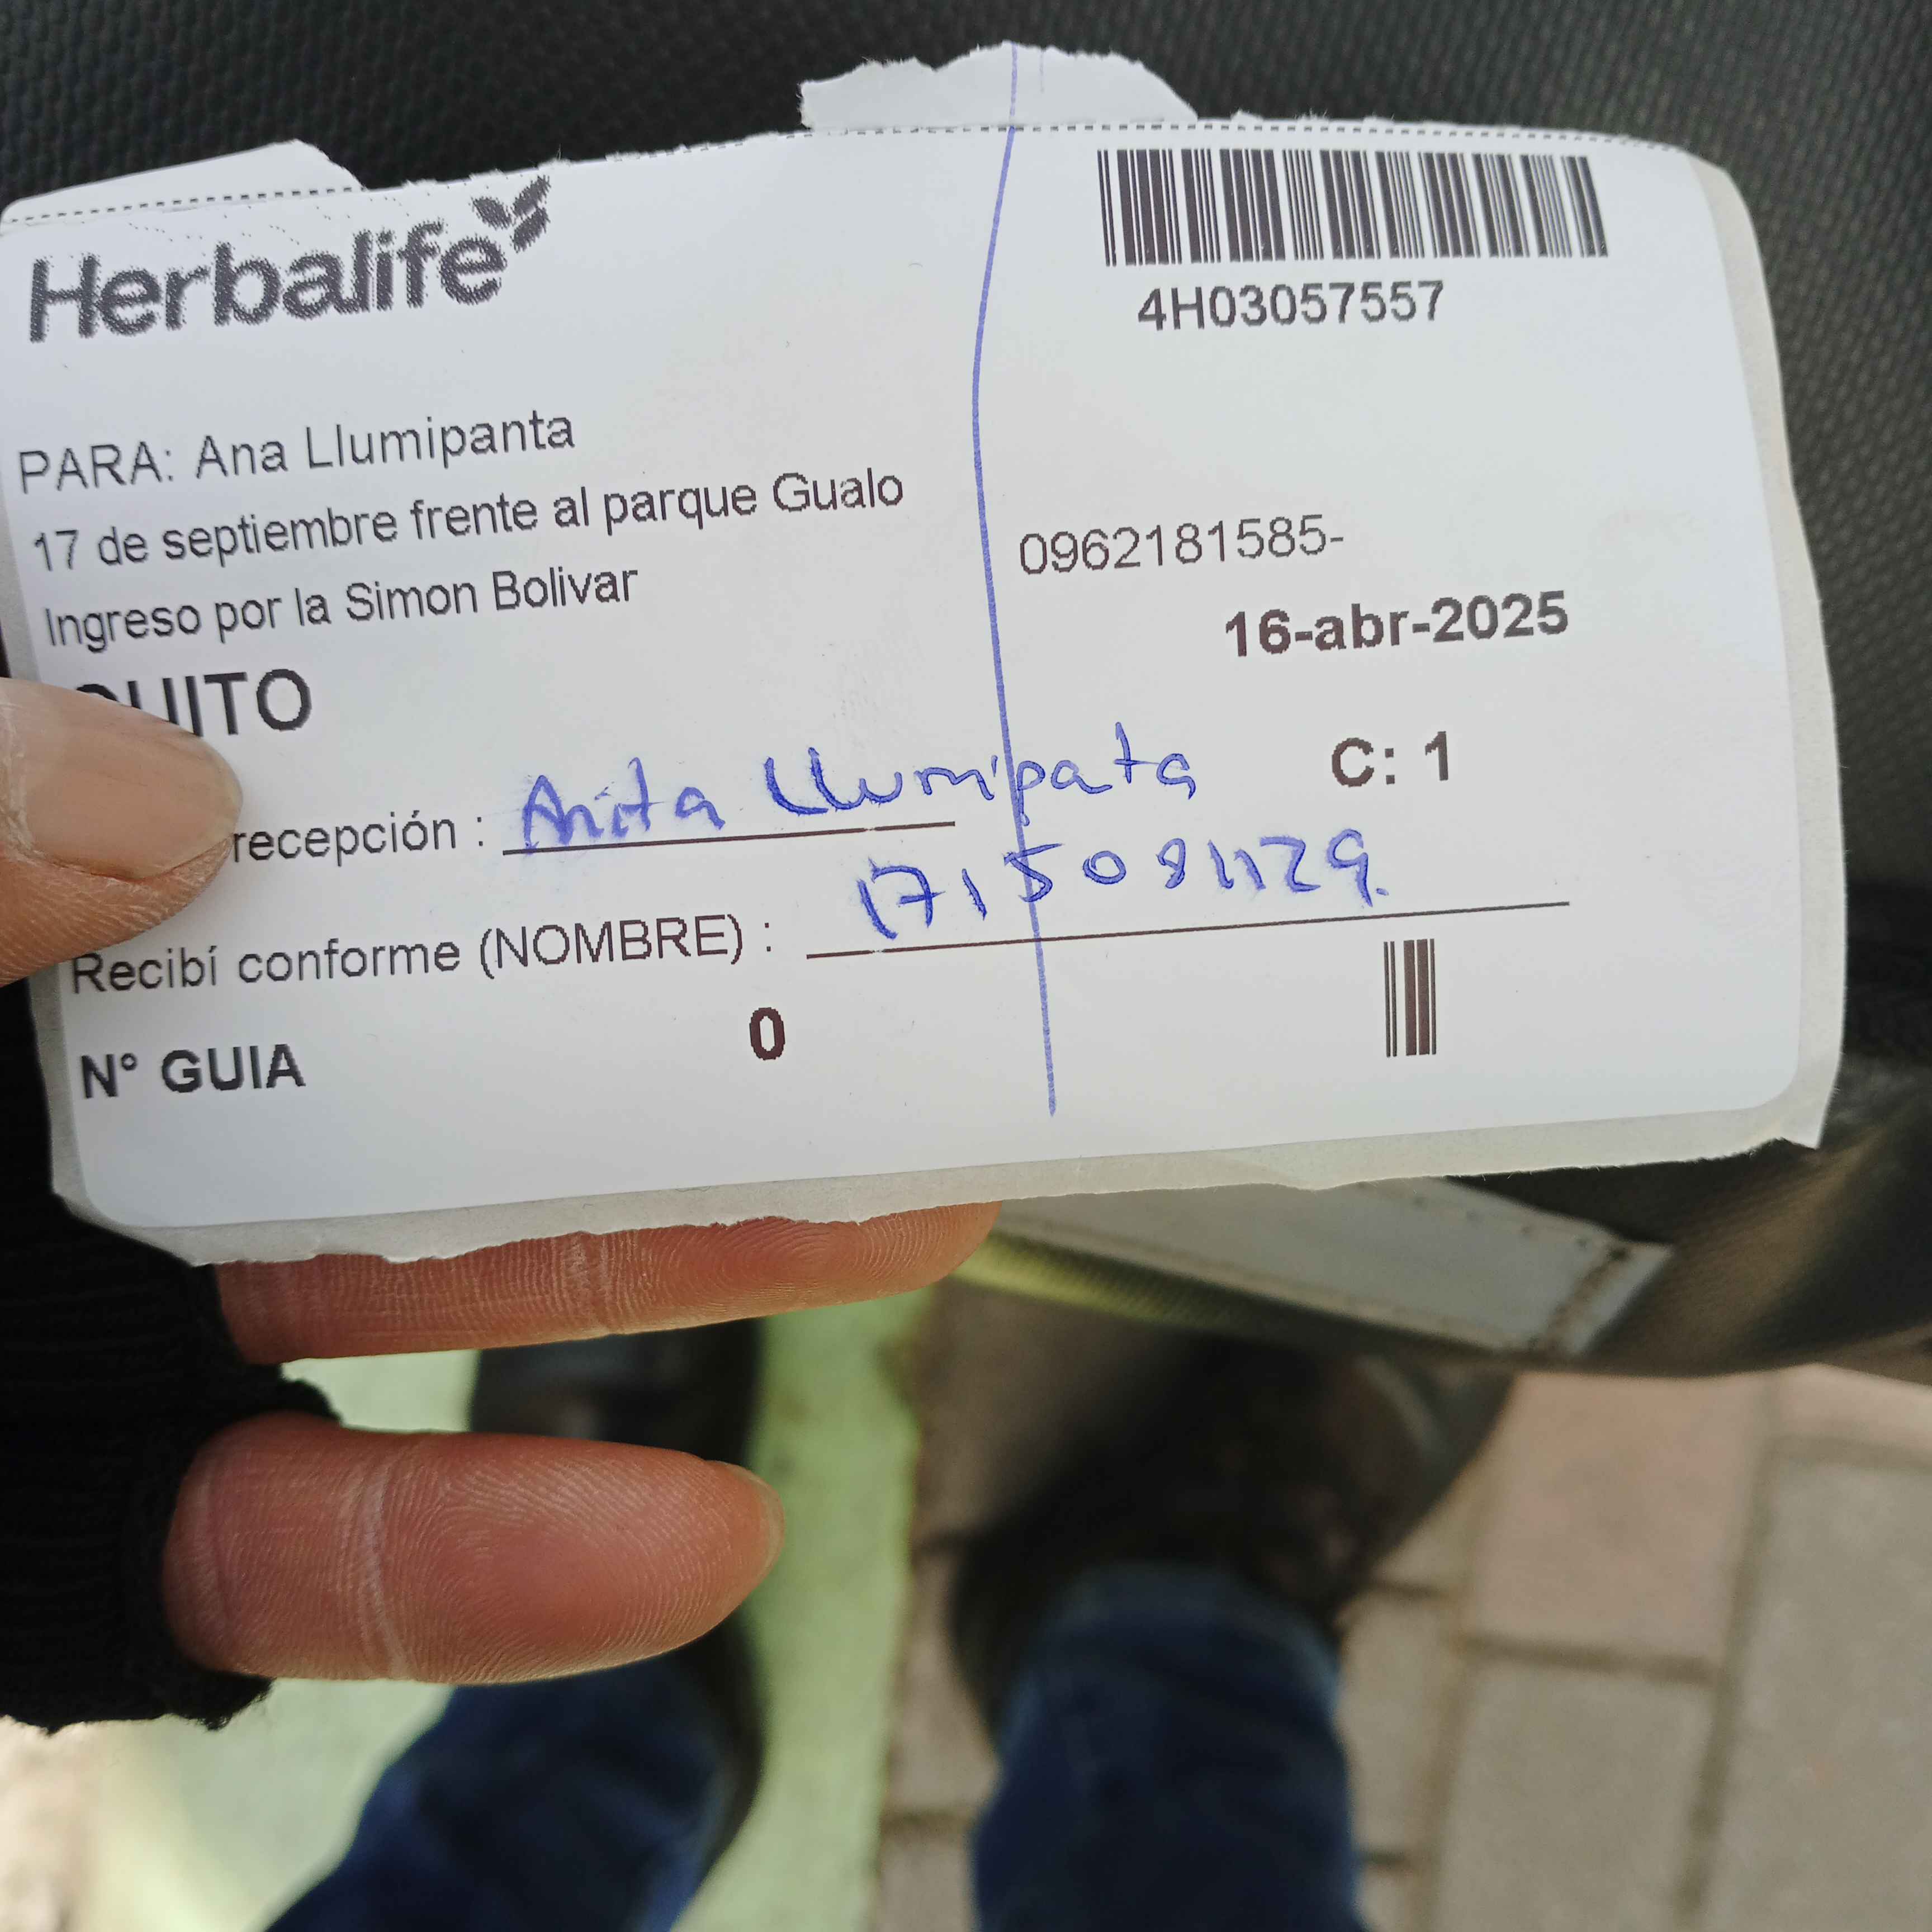 Herbalife
4H03057557
PARA: Ana Llumipanta
17 de septiembre frente al parque Gualo
0962181585-
Ingreso por la Simon Bolivar
16-abr-2025
UITO
C: 1
recepción : Anita Llumipata
1715081129.
Recibí conforme (NOMBRE) :
N° GUIA 0